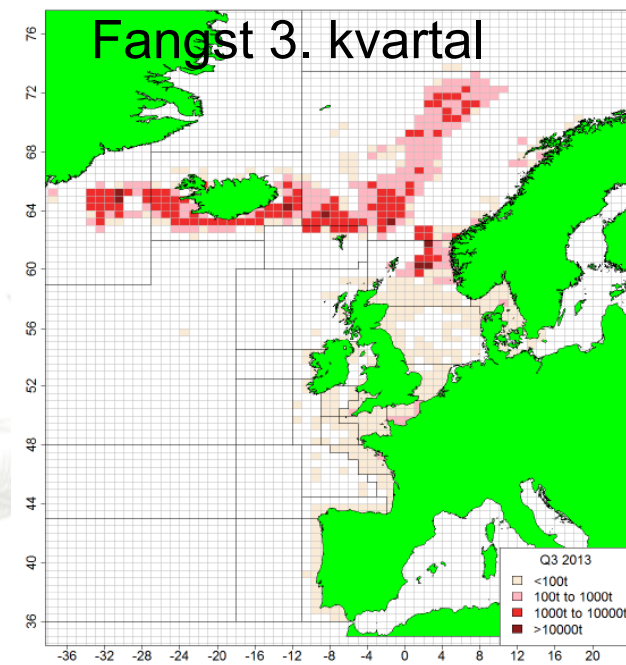 Fangst 3. kvartal
76
72
68
64
60
56
52
48
44
40
36
-36 -32 -28 -24 -20 -16 -12 -8 -4 0 4 8 12 16 20
Q3 2013
<100t
100t to 1000t
1000t to 10000t
>10000t